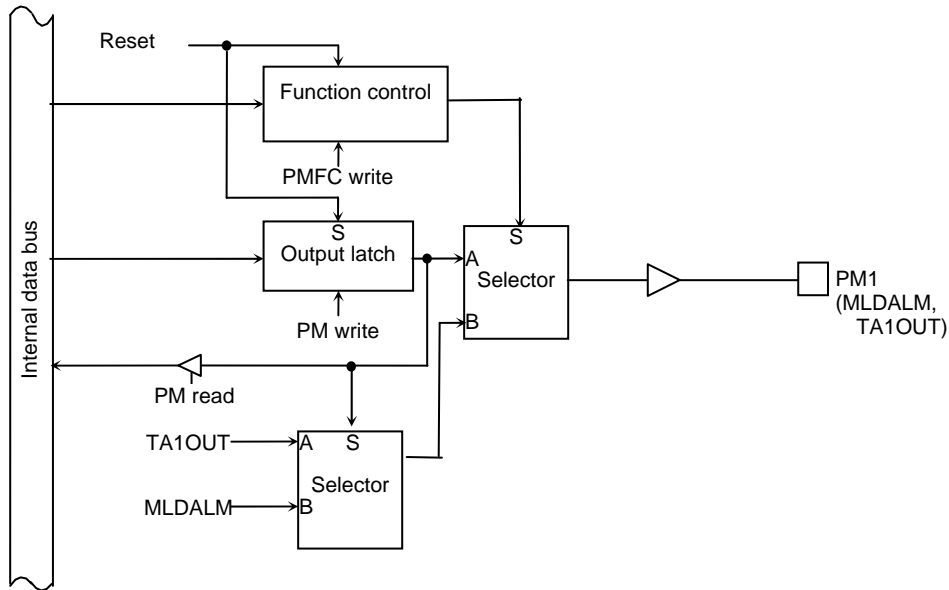 Reset
Function control
PMFC write
Internal data bus
S
Output latch
S
A
Selector
B
PM1
(MLDALM,
TA1OUT)
PM write
PM read
TA1OUT
A
S
Selector
MLDALM
B